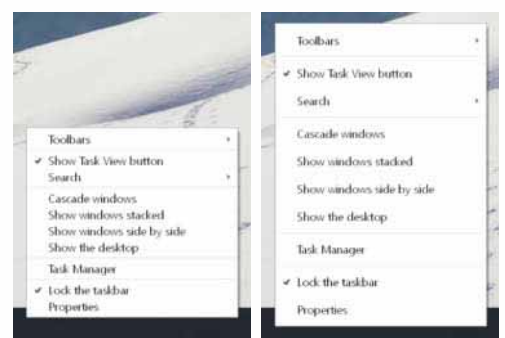 Toolbars
Show Task View button
Search
Cascade windows
Show windows stacked
Show windows side by side
Show the desktop
Task Manager
Lock the taskbar
Properties
Toolbars
Show Task View button
Search
Cascade windows
Show windows stacked
Show windows side by side
Show the desktop
Task Manager
Lock the taskbar
Properties